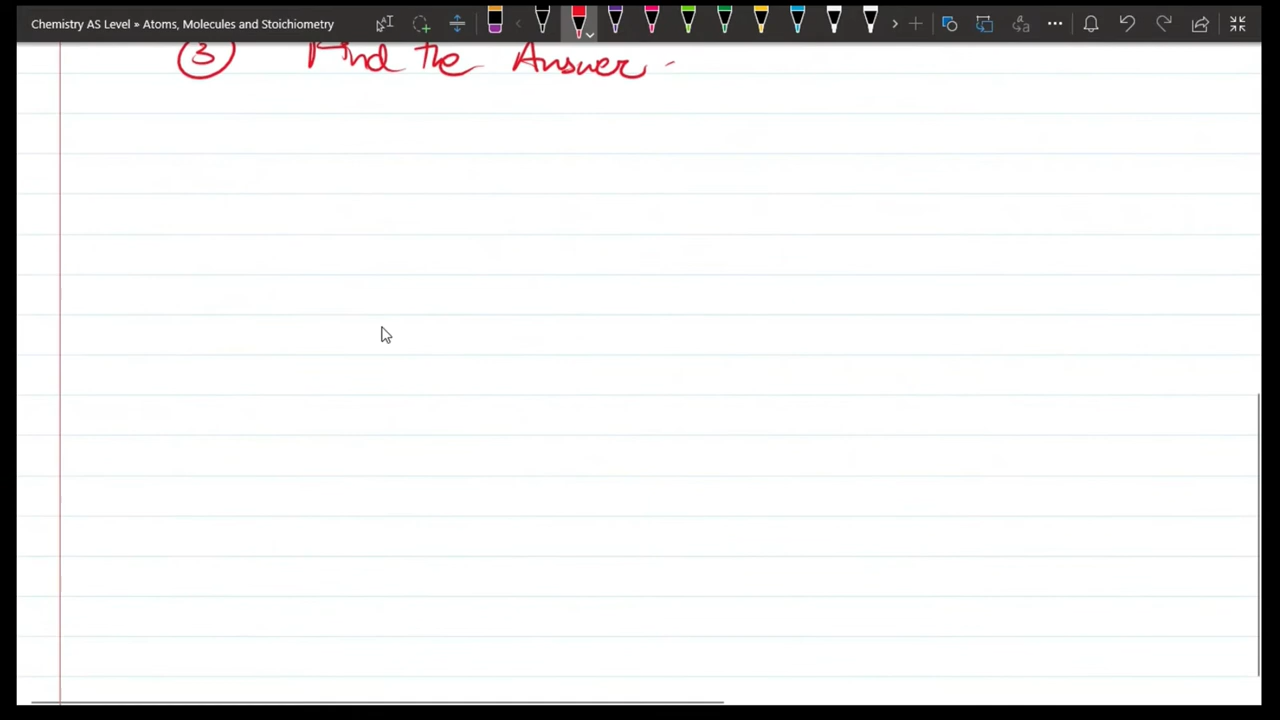 Chemistry AS Level » Atoms, Molecules and Stoichiometry
③ Find the Answer -